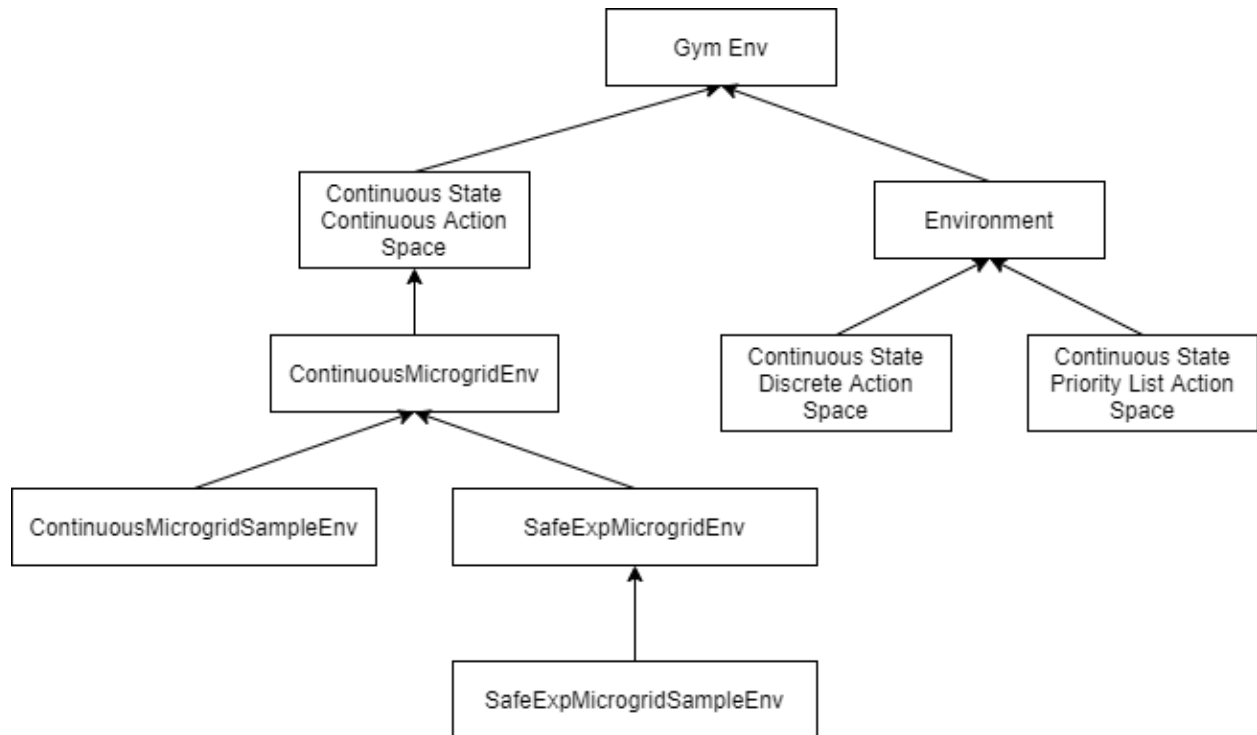 Gym Env
Continuous State
Continuous Action
Space
Environment
ContinuousMicrogridEnv
Continuous State
Discrete Action
Space
Continuous State
Priority List Action
Space
ContinuousMicrogridSampleEnv
SafeExpMicrogridEnv
SafeExpMicrogridSampleEnv